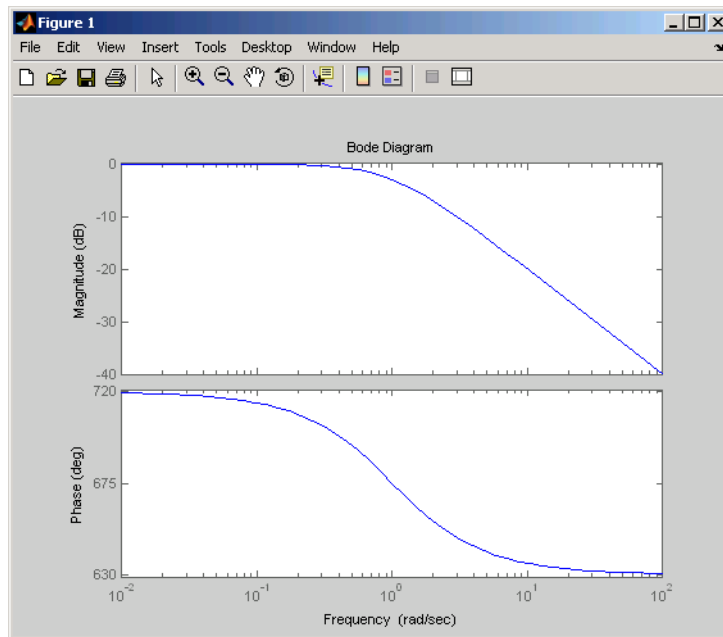 Figure 1
File Edit View Insert Tools Desktop Window Help
Bode Diagram
Magnitude (dB)
0
-10
-20
-30
-40
Phase (deg)
720
675
630
10^-2 10^-1 10^0 10^1 10^2
Frequency (rad/sec)